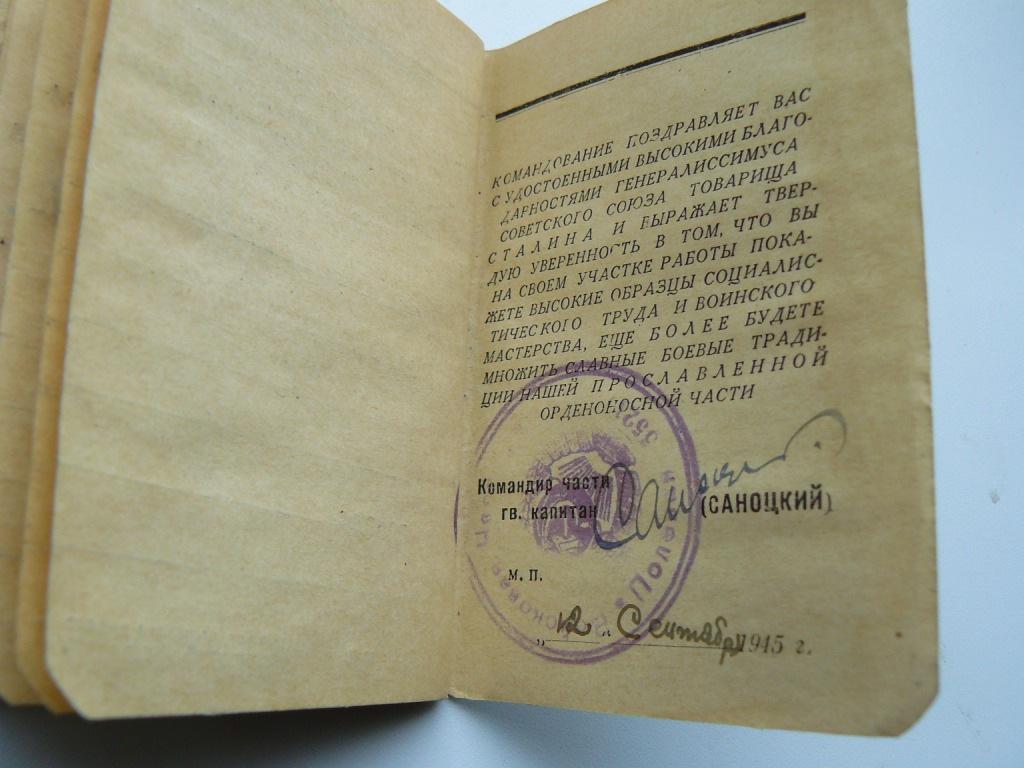 КОМАНДОВАНИЕ ПОЗДРАВЛЯЕТ ВАС
С УДОСТОЕННЫМИ ВЫСОКИМИ БЛАГО-
ДАРНОСТЯМИ ГЕНЕРАЛИССИМУСА
СОВЕТСКОГО СОЮЗА ТОВАРИЩА
СТАЛИНА И ВЫРАЖАЕТ ТВЕР-
ДУЮ УВЕРЕННОСТЬ В ТОМ, ЧТО ВЫ
НА СВОЕМ УЧАСТКЕ РАБОТЫ ПОКА-
ЖЕТЕ ВЫСОКИЕ ОБРАЗЦЫ СОЦИАЛИС-
ТИЧЕСКОГО ТРУДА И ВОИНСКОГО
МАСТЕРСТВА, ЕЩЕ БОЛЕЕ БУДЕТЕ
МНОЖИТЬ СЛАВНЫЕ БОЕВЫЕ ТРАДИ-
ЦИИ НАШЕЙ ПРОСЛАВЛЕННОЙ
ОРДЕНОНОСНОЙ ЧАСТИ
Командир части
гв. капитан (САНОЦКИЙ)
М. П.
„12“ Сентября 1945 г.
Полевая